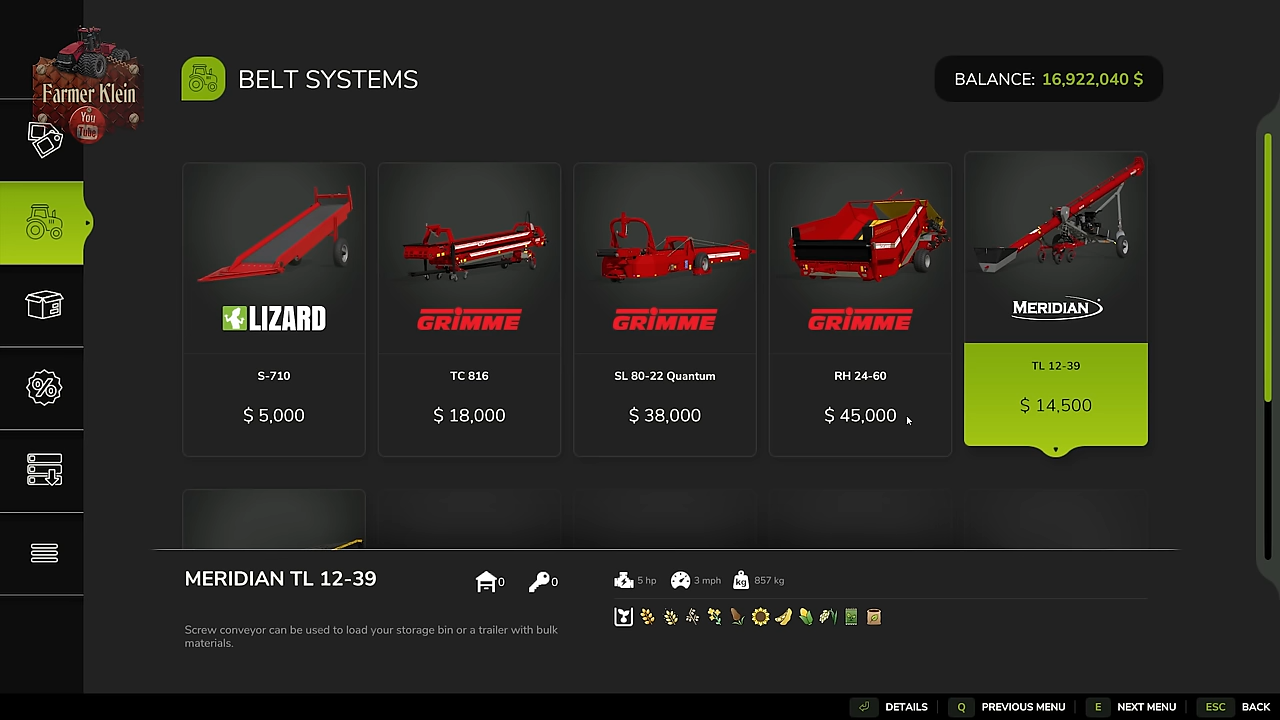 Farmer Klein
You
Tube
BELT SYSTEMS
BALANCE: 16,922,040 $
LIZARD
GRIMME
GRIMME
GRIMME
MERIDIAN
S-710
TC 816
SL 80-22 Quantum
RH 24-60
TL 12-39
$ 5,000
$ 18,000
$ 38,000
$ 45,000
$ 14,500
MERIDIAN TL 12-39
0
0
5 hp
3 mph
kg
857 kg
Screw conveyor can be used to load your storage bin or a trailer with bulk
materials.
DETAILS
Q
PREVIOUS MENU
E
NEXT MENU
ESC
BACK